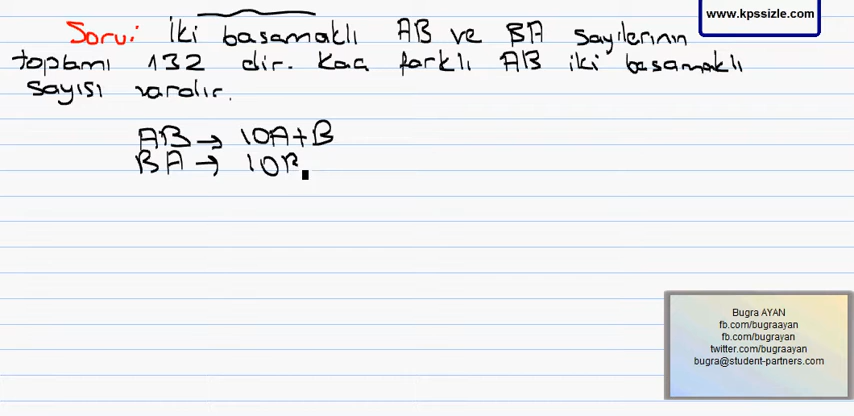 www.kpssizle.com
Soru: İki basamaklı AB ve BA sayılarının
toplamı 132 dir. Kaç farklı AB iki basamaklı
sayısı vardır.
AB → 10A+B
BA → 10B
Bugra AYAN
fb.com/bugraayan
fb.com/bugrayan
twitter.com/bugraayan
bugra@student-partners.com